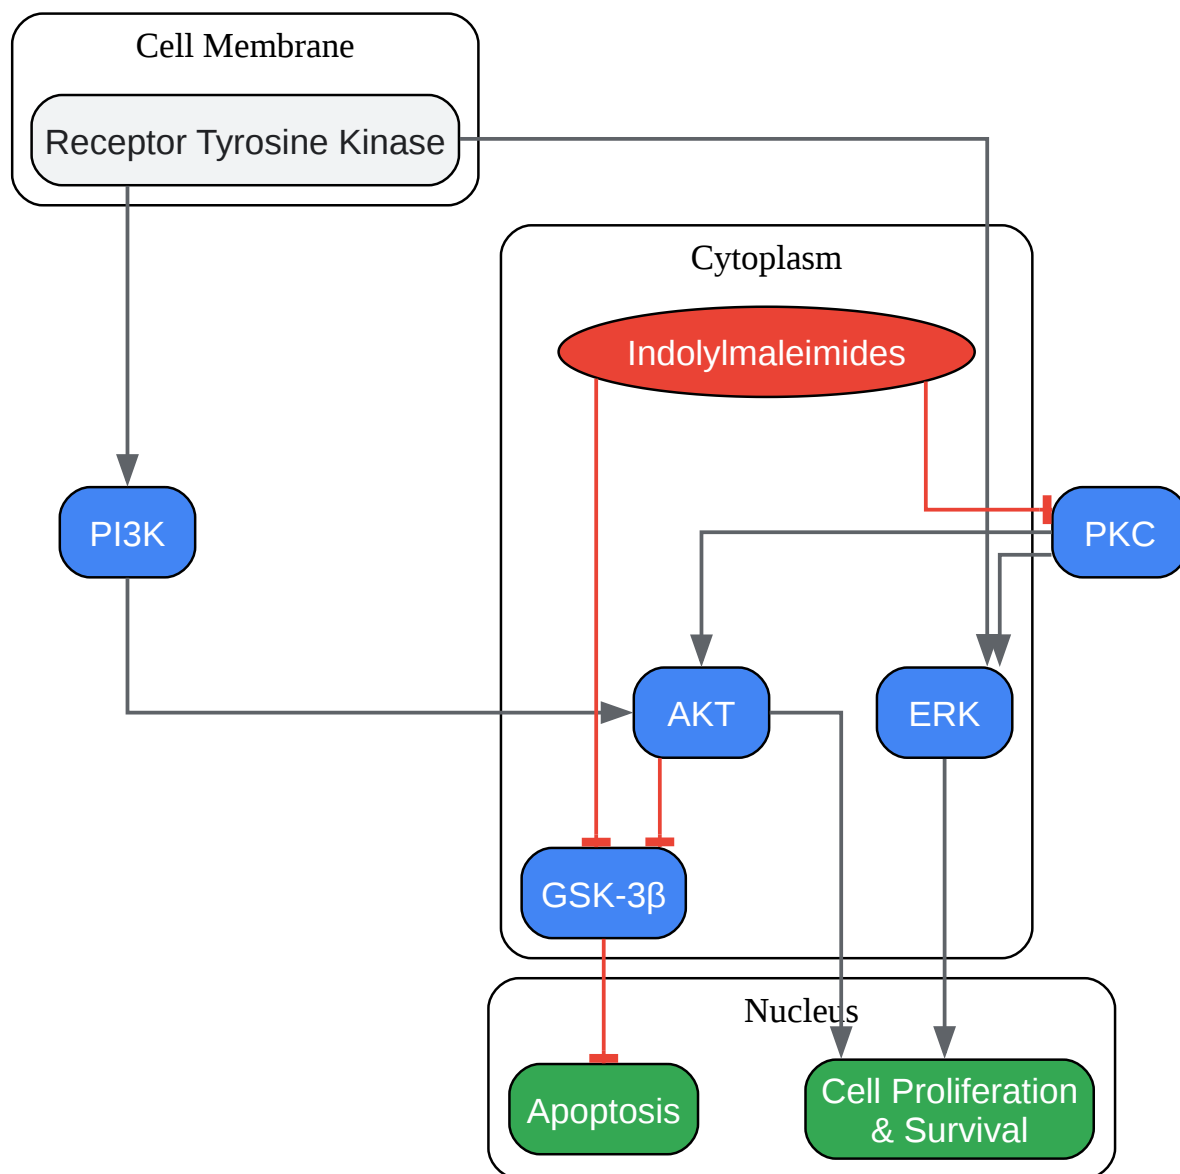 Cell Membrane
Receptor Tyrosine Kinase
Cytoplasm
Indolylmaleimides
PI3K
PKC
AKT
ERK
GSK-3β
Nucleus
Apoptosis
Cell Proliferation
& Survival